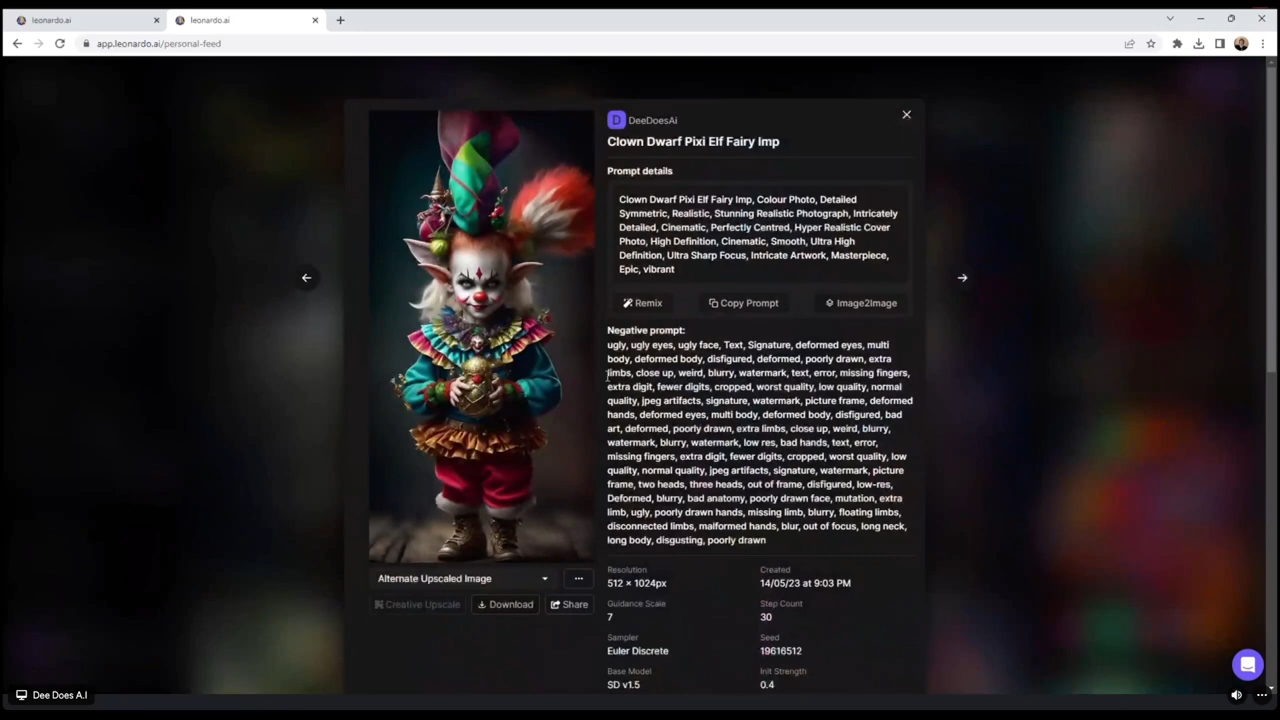 leonardo.ai
leonardo.ai
app.leonardo.ai/personal-feed
D DeeDoesAi
Clown Dwarf Pixi Elf Fairy Imp
Prompt details
Clown Dwarf Pixi Elf Fairy Imp, Colour Photo, Detailed
Symmetric, Realistic, Stunning Realistic Photograph, Intricately
Detailed, Cinematic, Perfectly Centred, Hyper Realistic Cover
Photo, High Definition, Cinematic, Smooth, Ultra High
Definition, Ultra Sharp Focus, Intricate Artwork, Masterpiece,
Epic, vibrant
Remix
Copy Prompt
Image2Image
Negative prompt:
ugly, ugly eyes, ugly face, Text, Signature, deformed eyes, multi
body, deformed body, disfigured, deformed, poorly drawn, extra
limbs, close up, weird, blurry, watermark, text, error, missing fingers,
extra digit, fewer digits, cropped, worst quality, low quality, normal
quality, jpeg artifacts, signature, watermark, picture frame, deformed
hands, deformed eyes, multi body, deformed body, disfigured, bad
art, deformed, poorly drawn, extra limbs, close up, weird, blurry,
watermark, blurry, watermark, low res, bad hands, text, error,
missing fingers, extra digit, fewer digits, cropped, worst quality, low
quality, normal quality, jpeg artifacts, signature, watermark, picture
frame, two heads, three heads, out of frame, disfigured, low-res,
Deformed, blurry, bad anatomy, poorly drawn face, mutation, extra
limb, ugly, poorly drawn hands, missing limb, blurry, floating limbs,
disconnected limbs, malformed hands, blur, out of focus, long neck,
long body, disgusting, poorly drawn
Alternate Upscaled Image
Creative Upscale
Download
Share
Resolution
512 × 1024px
Created
14/05/23 at 9:03 PM
Guidance Scale
7
Step Count
30
Sampler
Euler Discrete
Seed
19616512
Base Model
SD v1.5
Init Strength
0.4
Dee Does A.I